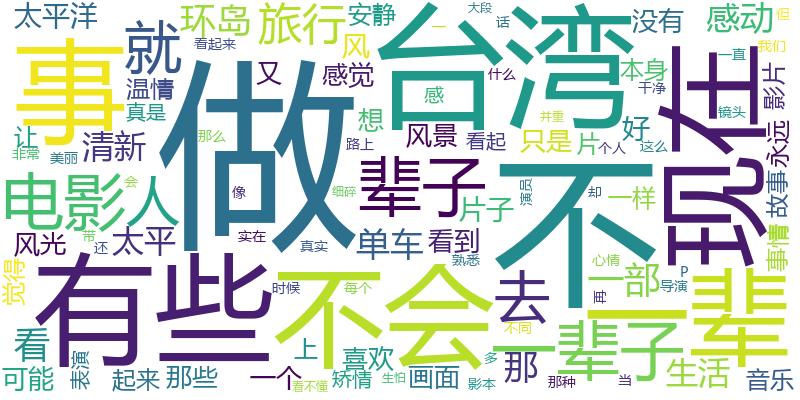 太平洋
环岛
旅行
安静
台湾
没有
感动
大段
话
但
一直
我们
事
就
看起来
风
一
什么
在
现
温情
又
感觉
本身
干净
影片
真是
做
感
想
让
清新
那么
路上
风景
看起
只是
并重
好
片
个人
镜头
这么
永远
非常
美丽
电影
人
会
像
细碎
辈子
片子
演员
却
不
一样
故事
事情
风光
带
还
太平
实在
真实
单车
看到
熟悉
心情
再
P
导演
觉得
有些
时候
每个
不会
去
一部
一辈
不同
看
上
喜欢
一辈子
那
多
可能
表演
起来
那些
一个
矫情
看不懂
生怕
画面
影本
那种
当
生活
音乐